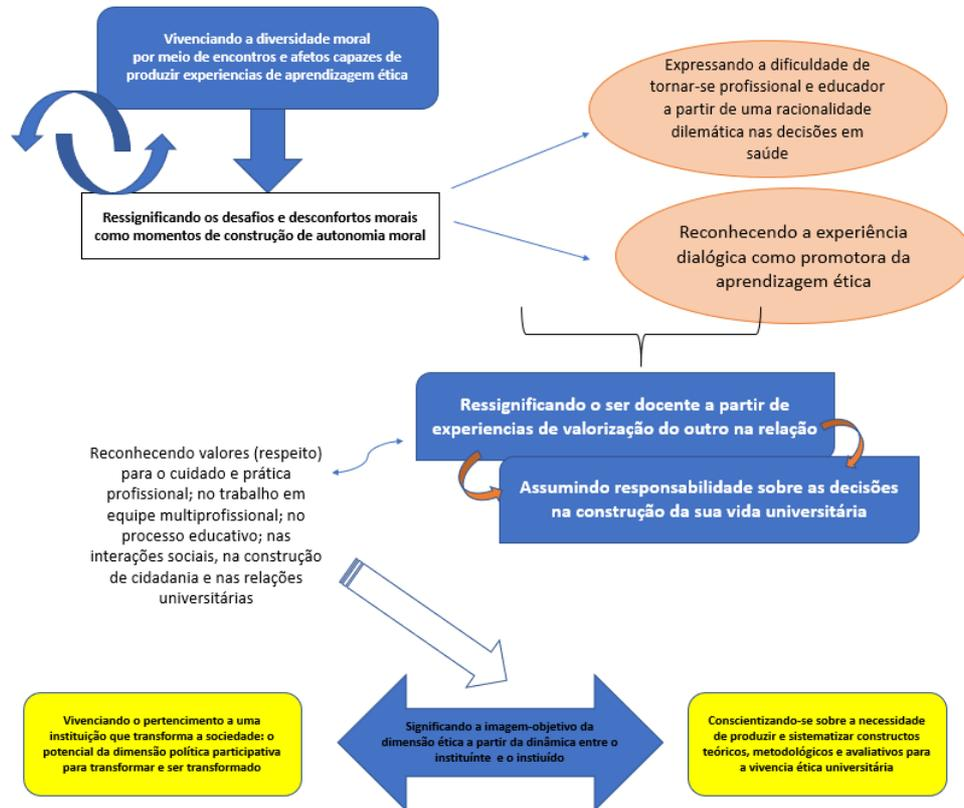 Vivenciando a diversidade moral
por meio de encontros e afetos capazes de
produzir experiencias de aprendizagem ética
Expressando a dificuldade de
tornar-se profissional e educador
a partir de uma racionalidade
dilemática nas decisões em
saúde
Ressignificando os desafios e desconfortos morais
como momentos de construção de autonomia moral
Reconhecendo a experiência
dialógica como promotora da
aprendizagem ética
Ressignificando o ser docente a partir de
experiencias de valorização do outro na relação
Assumindo responsabilidade sobre as decisões
na construção da sua vida universitária
Reconhecendo valores (respeito)
para o cuidado e prática
profissional; no trabalho em
equipe multiprofissional; no
processo educativo; nas
interações sociais, na construção
de cidadania e nas relações
universitárias
Vivenciando o pertencimento a uma
instituição que transforma a sociedade: o
potencial da dimensão política participativa
para transformar e ser transformado
Significando a imagem-objetivo da
dimensão ética a partir da dinâmica entre o
instituínte e o instiuído
Conscientizando-se sobre a necessidade
de produzir e sistematizar constructos
teóricos, metodológicos e avaliativos para
a vivencia ética universitária